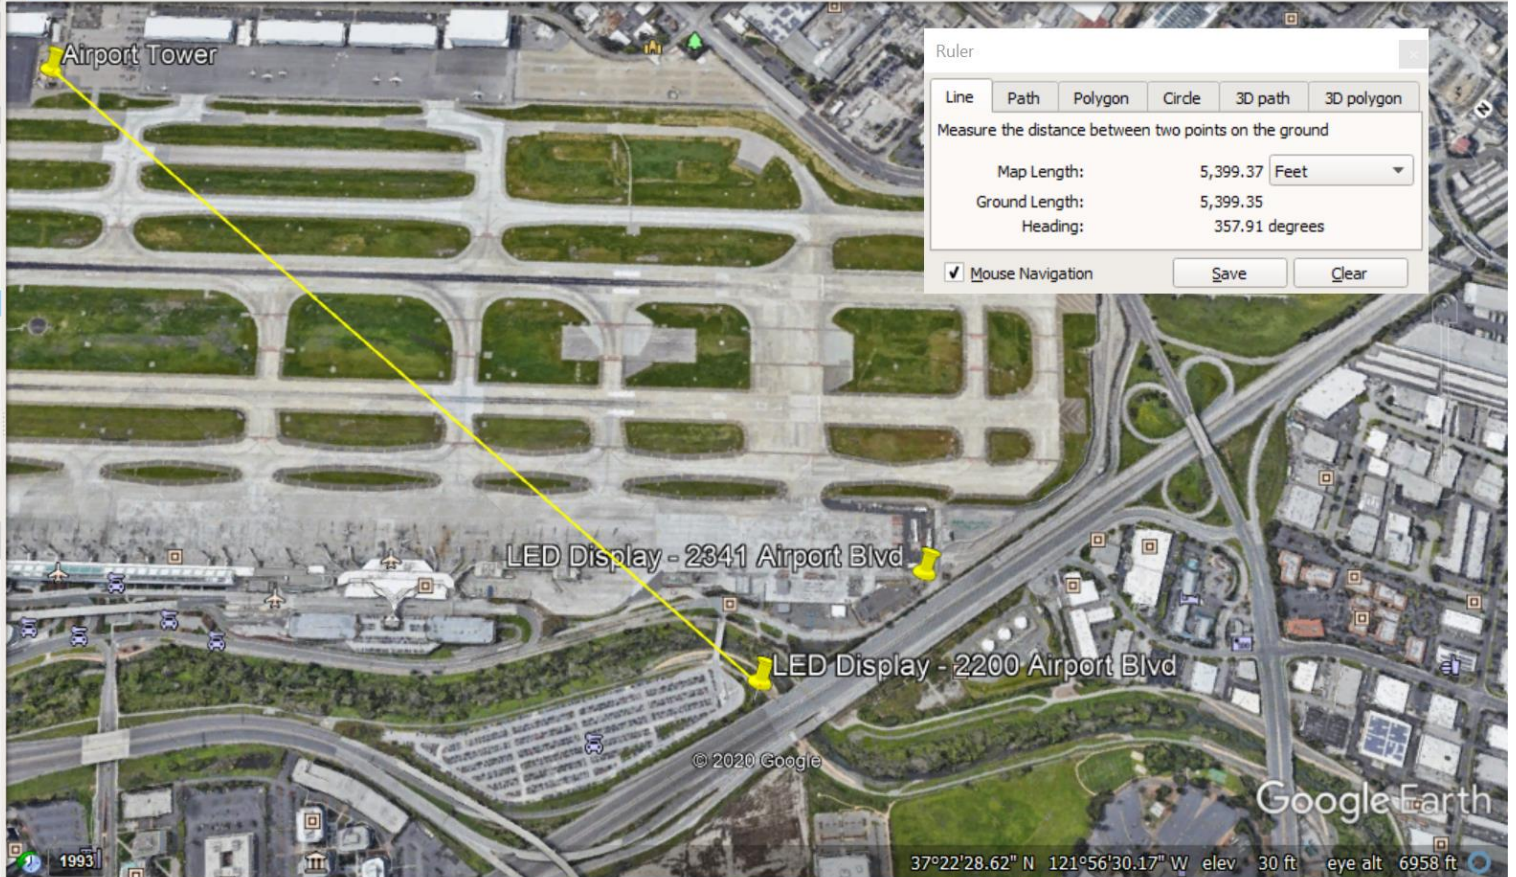 Airport Tower
Ruler
Line Path Polygon Circle 3D path 3D polygon
Measure the distance between two points on the ground
Map Length: 5,399.37 Feet
Ground Length: 5,399.35
Heading: 357.91 degrees
Mouse Navigation Save Clear
N
LED Display - 2341 Airport Blvd
LED Display - 2200 Airport Blvd
© 2020 Google
Google Earth
1993
37°22'28.62" N 121°56'30.17" W elev 30 ft eye alt 6958 ft